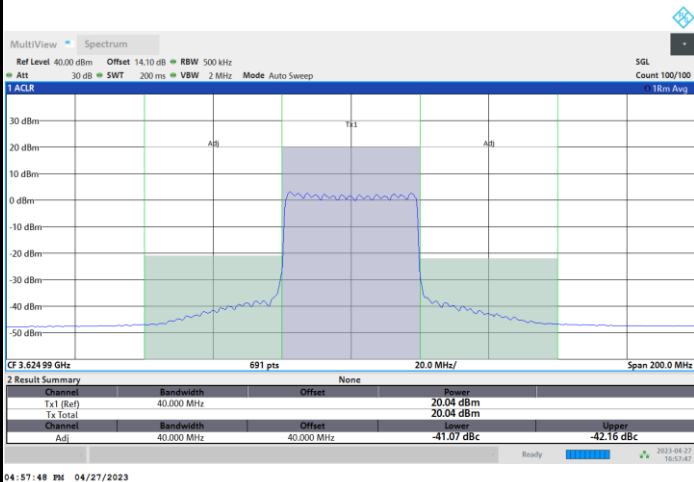 MultiView Spectrum
Ref Level 40.00 dBm Offset 14.10 dB RBW 500 kHz SGL
Att 30 dB SWT 200 ms VBW 2 MHz Mode Auto Sweep Count 100/100
1 ACLR 1Rm Avg
30 dBm
Tx1
20 dBm Adj Adj
10 dBm
0 dBm
-10 dBm
-20 dBm
-30 dBm
-40 dBm
-50 dBm
CF 3.624 99 GHz 691 pts 20.0 MHz/ Span 200.0 MHz
2 Result Summary None
Channel Bandwidth Offset Power
Tx1 (Ref) 40.000 MHz 20.04 dBm
Tx Total 20.04 dBm
Channel Bandwidth Offset Lower Upper
Adj 40.000 MHz 40.000 MHz -41.07 dBc -42.16 dBc
Ready 2023-04-27
16:57:47
04:57:48 PM 04/27/2023